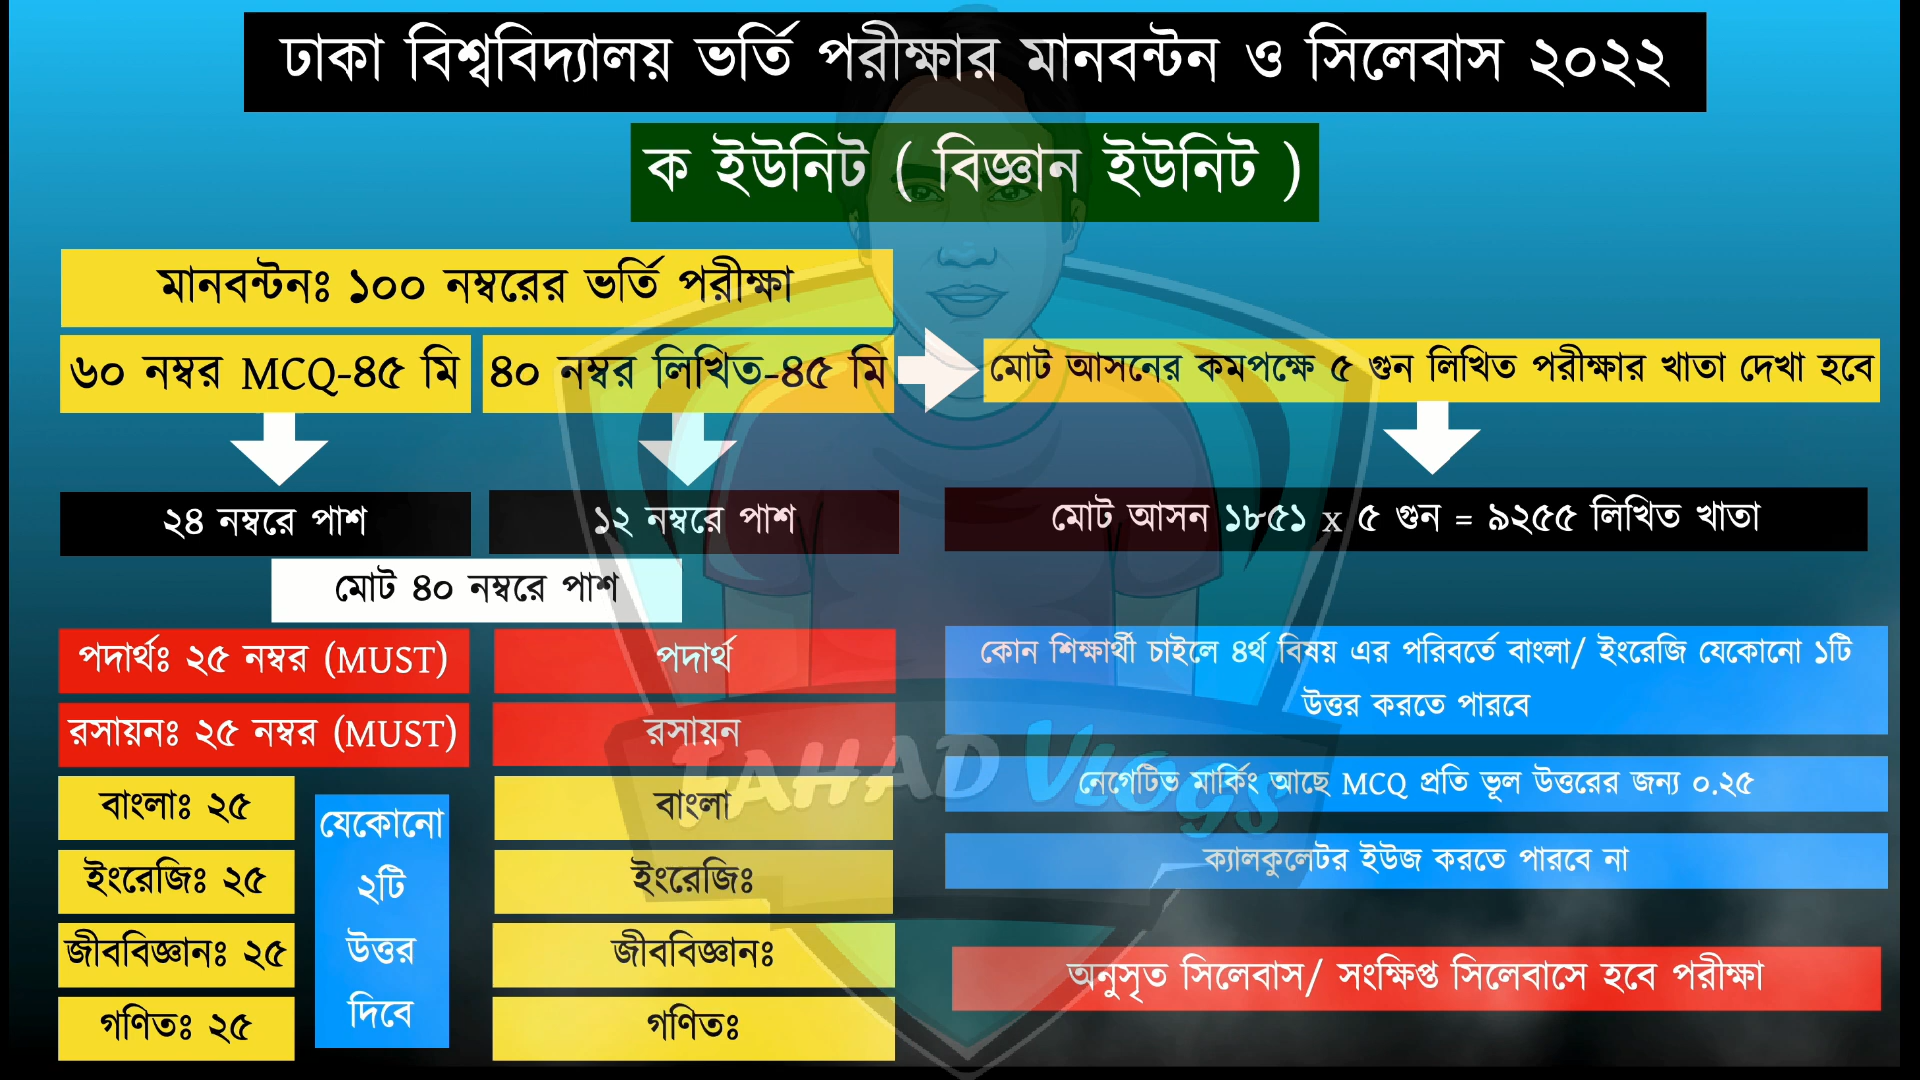 ঢাকা বিশ্ববিদ্যালয় ভর্তি পরীক্ষার মানবন্টন ও সিলেবাস ২০২২
ক ইউনিট ( বিজ্ঞান ইউনিট )
মানবন্টনঃ ১০০ নম্বরের ভর্তি পরীক্ষা
৬০ নম্বর MCQ-৪৫ মি
৪০ নম্বর লিখিত-৪৫ মি
মোট আসনের কমপক্ষে ৫ গুন লিখিত পরীক্ষার খাতা দেখা হবে
২৪ নম্বরে পাশ
১২ নম্বরে পাশ
মোট আসন ১৮৫১ x ৫ গুন = ৯২৫৫ লিখিত খাতা
মোট ৪০ নম্বরে পাশ
পদার্থঃ ২৫ নম্বর (MUST)
রসায়নঃ ২৫ নম্বর (MUST)
বাংলাঃ ২৫
ইংরেজিঃ ২৫
জীববিজ্ঞানঃ ২৫
গণিতঃ ২৫
যেকোনো
২টি
উত্তর
দিবে
পদার্থ
রসায়ন
বাংলা
ইংরেজিঃ
জীববিজ্ঞানঃ
গণিতঃ
কোন শিক্ষার্থী চাইলে ৪র্থ বিষয় এর পরিবর্তে বাংলা/ ইংরেজি যেকোনো ১টি
উত্তর করতে পারবে
নেগেটিভ মার্কিং আছে MCQ প্রতি ভূল উত্তরের জন্য ০.২৫
ক্যালকুলেটর ইউজ করতে পারবে না
অনুসৃত সিলেবাস/ সংক্ষিপ্ত সিলেবাসে হবে পরীক্ষা
FAHAD Vlogs